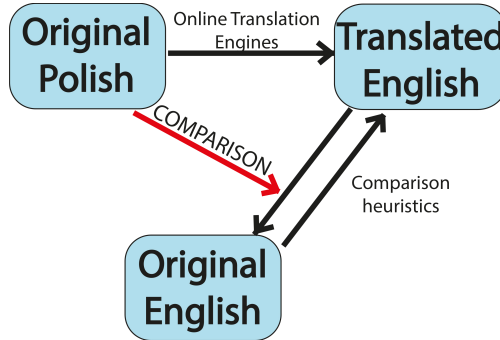 Original
Polish
Online Translation
Engines
Translated
English
COMPARISON
Comparison
heuristics
Original
English